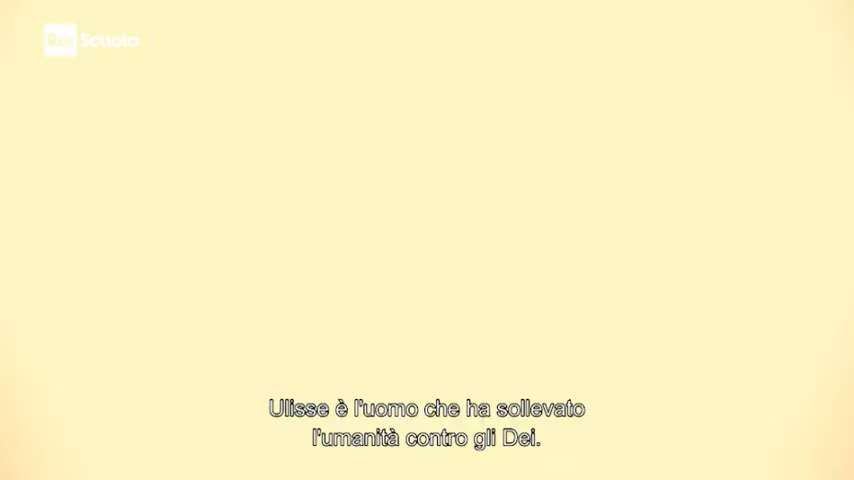 Rai Scuola
Ulisse è l'uomo che ha sollevato
l'umanità contro gli Dei.